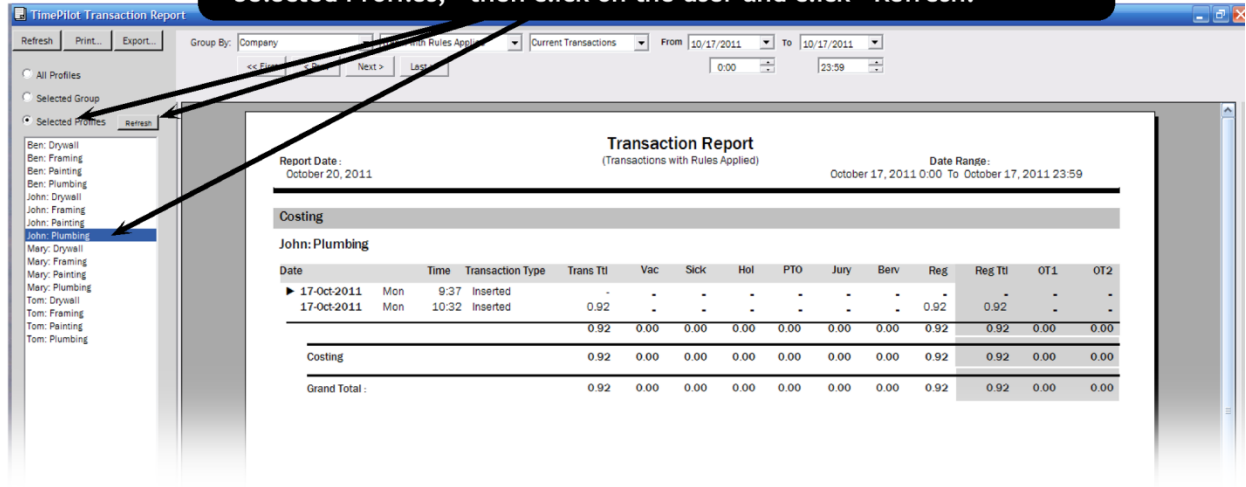 "Selected Profiles," then click on the user and click "Refresh."
TimePilot Transaction Report
Refresh Print... Export... Group By: Company with Rules Applied Current Transactions From 10/17/2011 To 10/17/2011
<< First < Prev Next > Last 0:00 23:59
All Profiles
Selected Group
Selected Profiles Refresh
Ben: Drywall
Ben: Framing
Ben: Painting
Ben: Plumbing
John: Drywall
John: Framing
John: Painting
John: Plumbing
Mary: Drywall
Mary: Framing
Mary: Painting
Mary: Plumbing
Tom: Drywall
Tom: Framing
Tom: Painting
Tom: Plumbing
Transaction Report
(Transactions with Rules Applied)
Report Date:
October 20, 2011
Date Range:
October 17, 2011 0:00 To October 17, 2011 23:59
Costing
John: Plumbing
Date Time Transaction Type Trans Ttl Vac Sick Hol PTO Jury Berv Reg Reg Ttl OT1 OT2
17-Oct-2011 Mon 9:37 Inserted - - - - - - - - - - -
17-Oct-2011 Mon 10:32 Inserted 0.92 - - - - - - 0.92 0.92 - -
0.92 0.00 0.00 0.00 0.00 0.00 0.00 0.92 0.92 0.00 0.00
Costing 0.92 0.00 0.00 0.00 0.00 0.00 0.00 0.92 0.92 0.00 0.00
Grand Total : 0.92 0.00 0.00 0.00 0.00 0.00 0.00 0.92 0.92 0.00 0.00